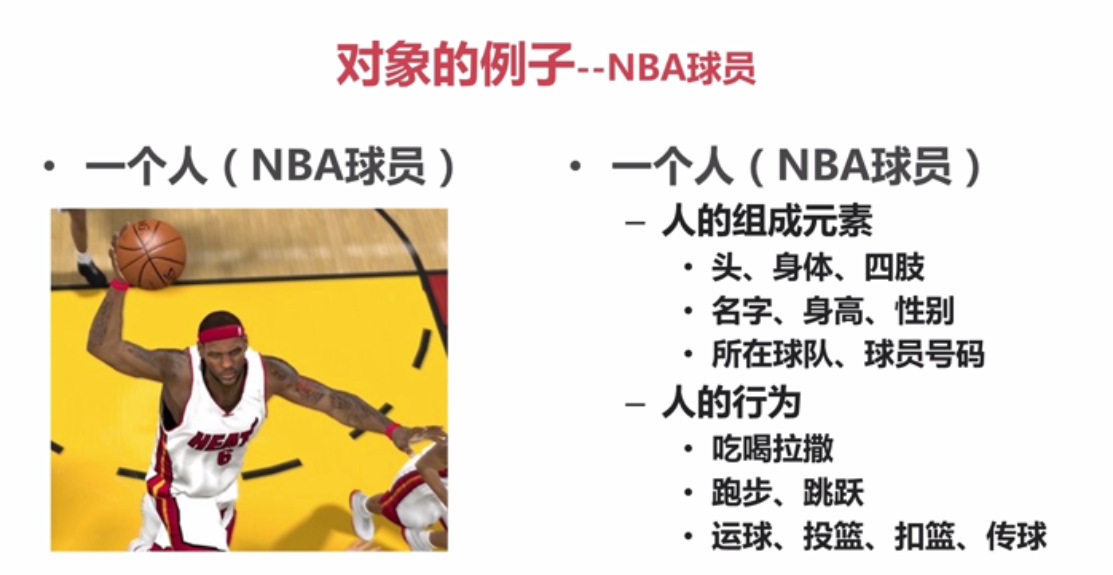 对象的例子--NBA球员
• 一个人（NBA球员）
HEAT
6
• 一个人（NBA球员）
– 人的组成元素
• 头、身体、四肢
• 名字、身高、性别
• 所在球队、球员号码
– 人的行为
• 吃喝拉撒
• 跑步、跳跃
• 运球、投篮、扣篮、传球